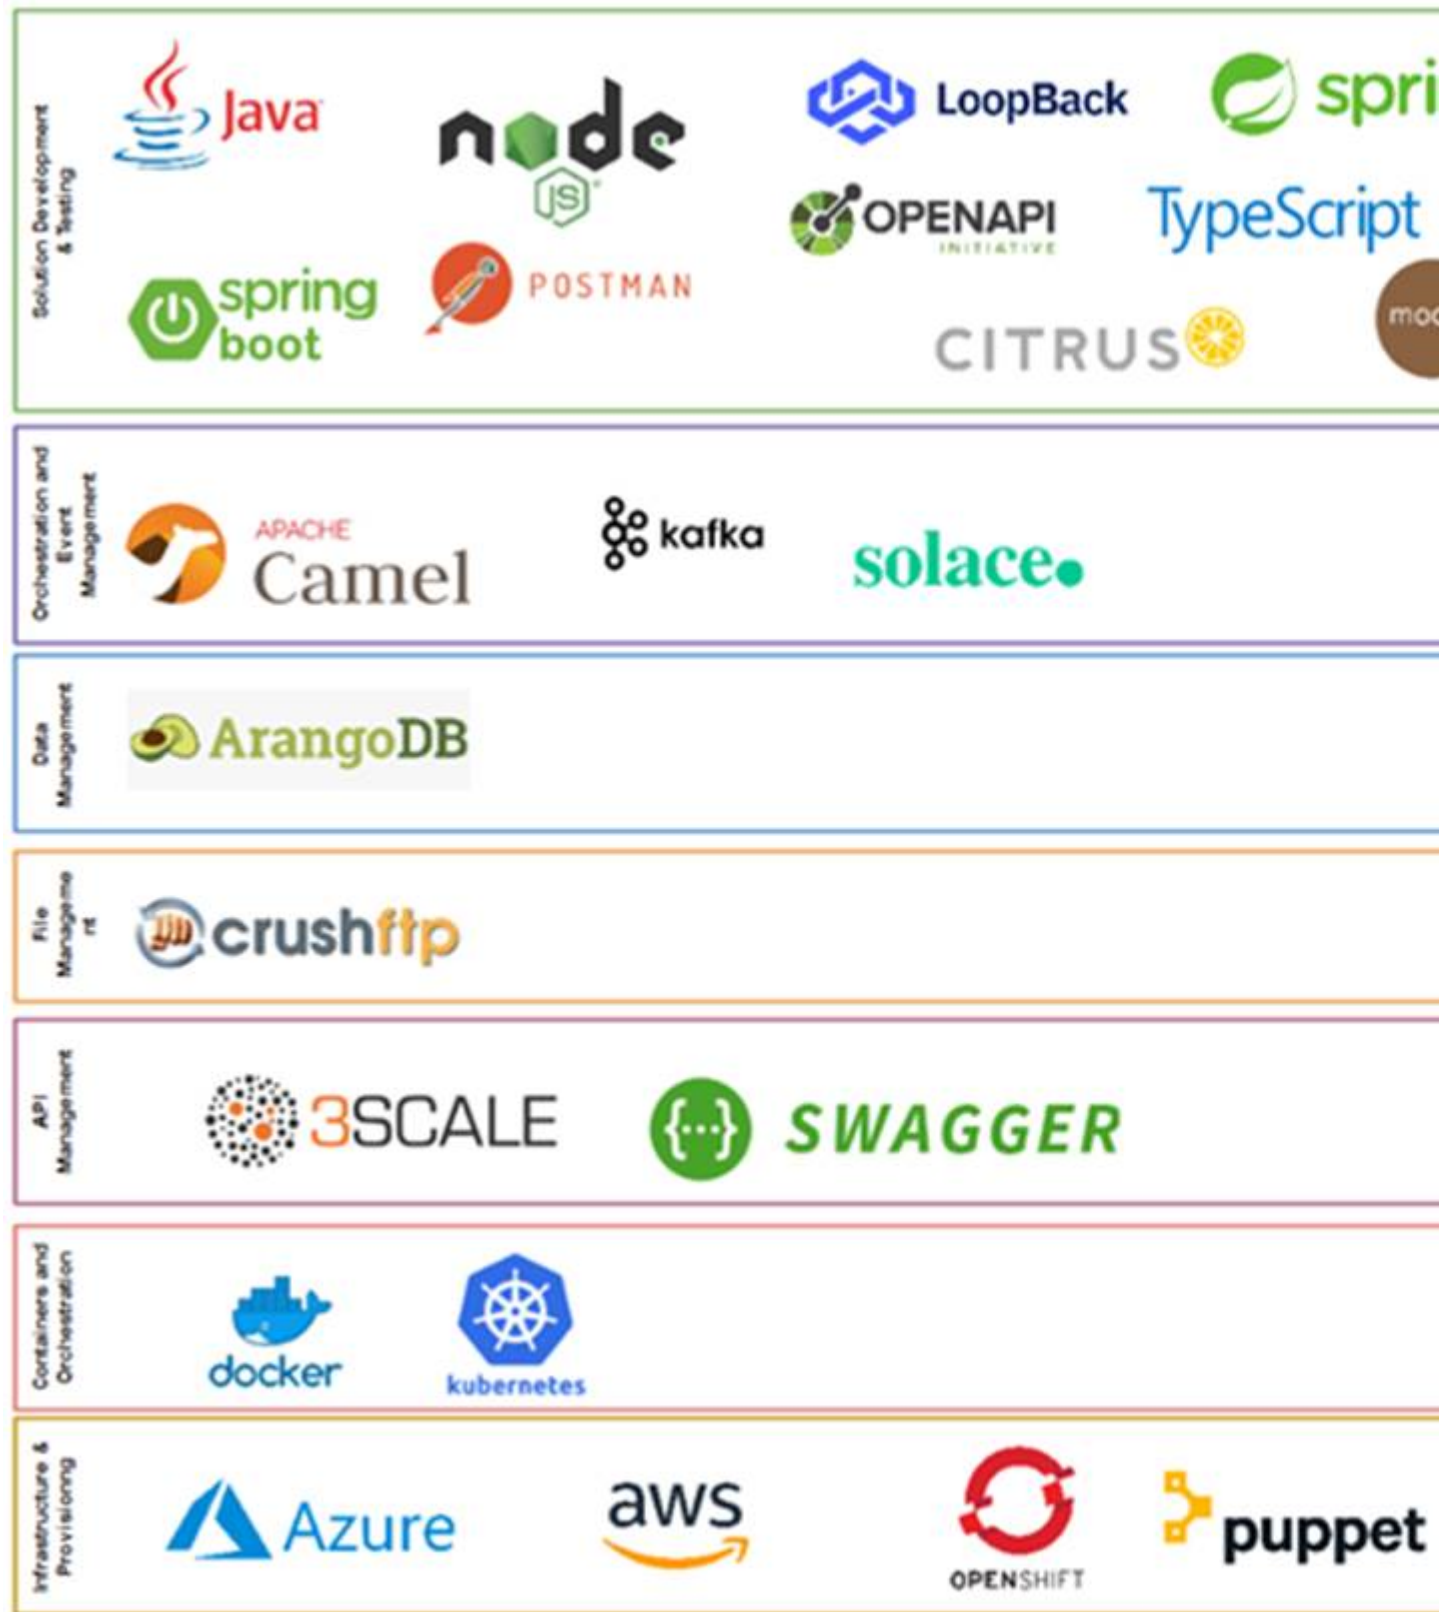 Solution Development
& Testing
Java
node
JS
LoopBack
spri
OPENAPI
INITIATIVE
TypeScript
spring
boot
POSTMAN
CITRUS
moc
Orchestration and
Event
Management
APACHE
Camel
kafka
solace
Data
Management
ArangoDB
File
Manageme
nt
crushftp
API
Management
3SCALE
{...} SWAGGER
Containers and
Orchestration
docker
kubernetes
Infrastructure &
Provisionng
Azure
aws
OPENSHIFT
puppet